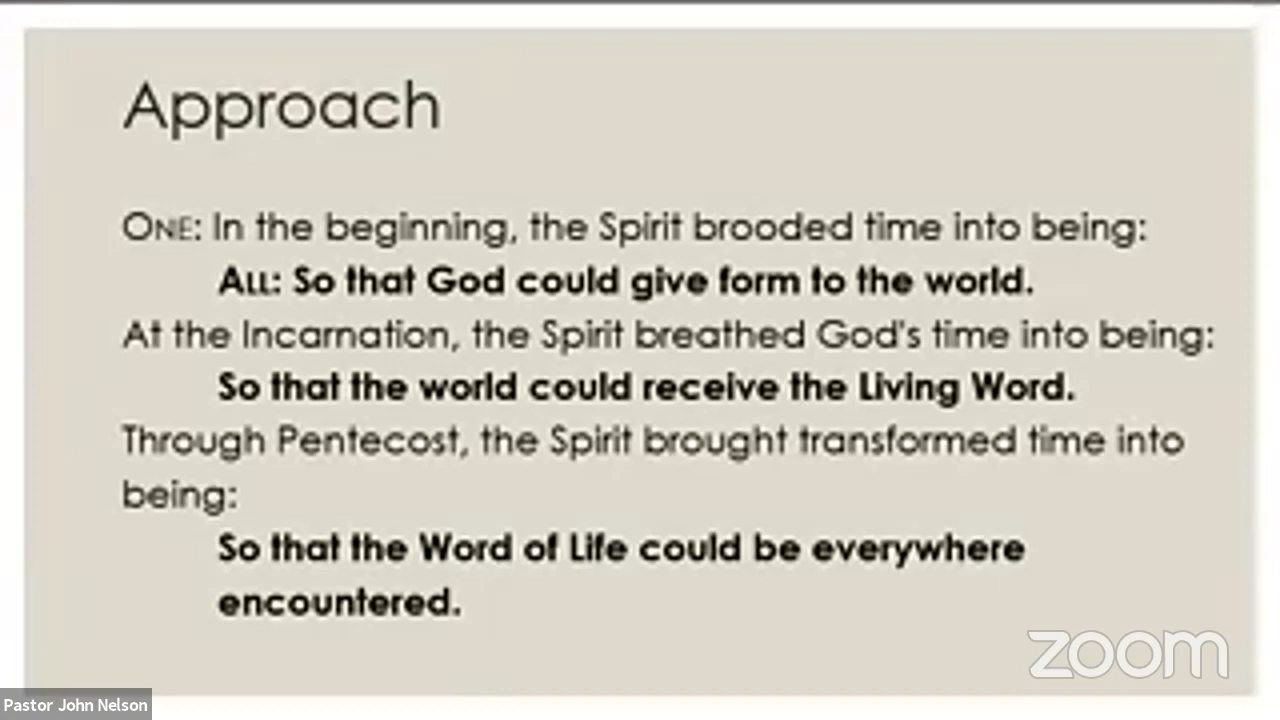 Approach
ONE: In the beginning, the Spirit brooded time into being:
ALL: So that God could give form to the world.
At the Incarnation, the Spirit breathed God's time into being:
So that the world could receive the Living Word.
Through Pentecost, the Spirit brought transformed time into
being:
So that the Word of Life could be everywhere
encountered.
zoom
Pastor John Nelson